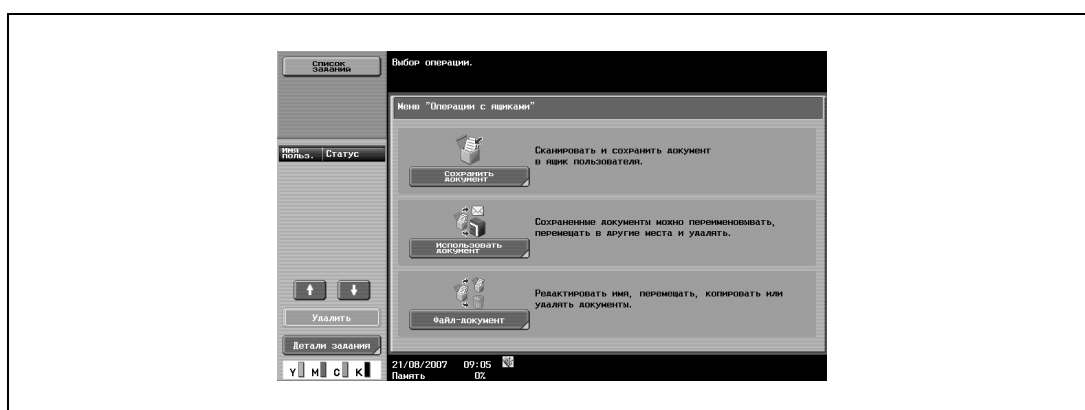 Список
задания
Выбор операции.
Меню "Операции с ящиками"
Имя
польз.
Статус
Сканировать и сохранить документ
в ящик пользователя.
Сохранить
документ
Сохраненные документы можно переименовывать,
перемещать в другие места и удалять.
Использовать
документ
Редактировать имя, перемещать, копировать или
удалять документы.
Файл-документ
Удалить
Детали задания
Y M C K
21/08/2007 09:05
Память 0%